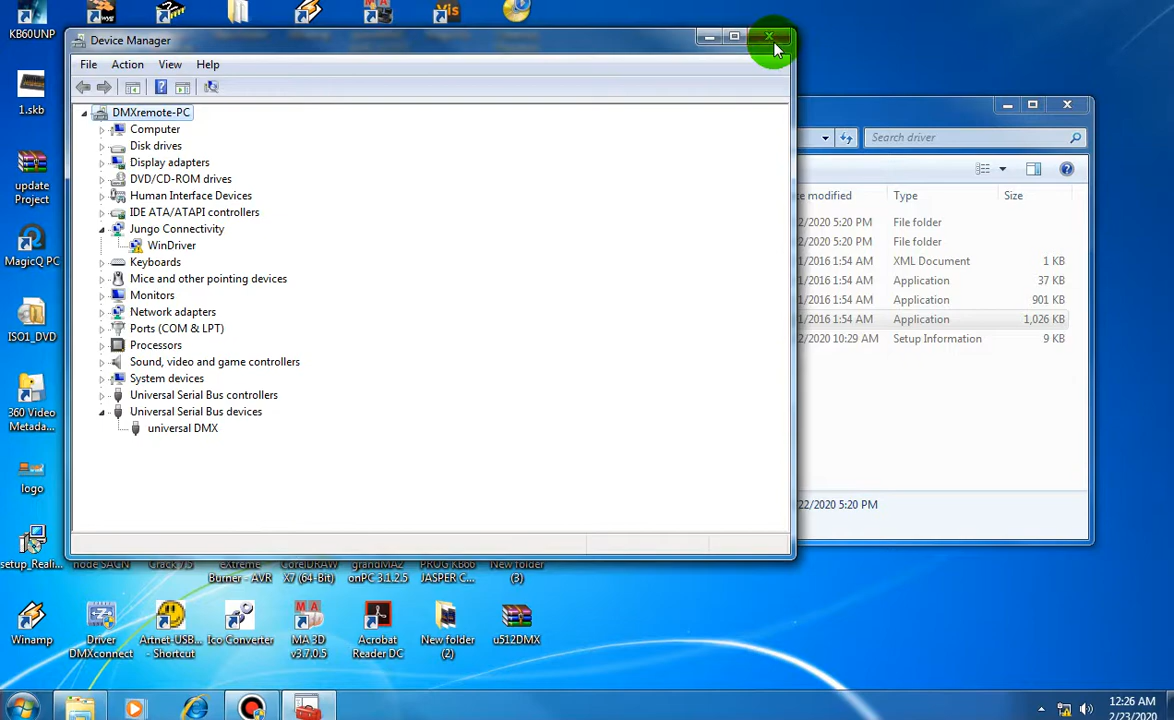 KB60UNP
1.skb
update
Project
MagicQ PC
ISO1_DVD
360 Video
Metada...
logo
setup_Reali...
Winamp
Device Manager
File Action View Help
DMXremote-PC
Computer
Disk drives
Display adapters
DVD/CD-ROM drives
Human Interface Devices
IDE ATA/ATAPI controllers
Jungo Connectivity
WinDriver
Keyboards
Mice and other pointing devices
Monitors
Network adapters
Ports (COM & LPT)
Processors
Sound, video and game controllers
System devices
Universal Serial Bus controllers
Universal Serial Bus devices
universal DMX
Search driver
modified Type Size
2/2020 5:20 PM File folder
2/2020 5:20 PM File folder
1/2016 1:54 AM XML Document 1 KB
1/2016 1:54 AM Application 37 KB
1/2016 1:54 AM Application 901 KB
1/2016 1:54 AM Application 1,026 KB
2/2020 10:29 AM Setup Information 9 KB
/22/2020 5:20 PM
node SAGN
Crack 7.5
eXtreme
Burner - AVR
CorelDRAW
X7 (64-Bit)
grandMA2
onPC 3.1.2.5
PROG KB66
JASPER C...
New folder
(3)
Driver
DMXconnect
Artnet-USB...
- Shortcut
Ico Converter
MA 3D
v3.7.0.5
Acrobat
Reader DC
New folder
(2)
u512DMX
12:26 AM
2/23/2020